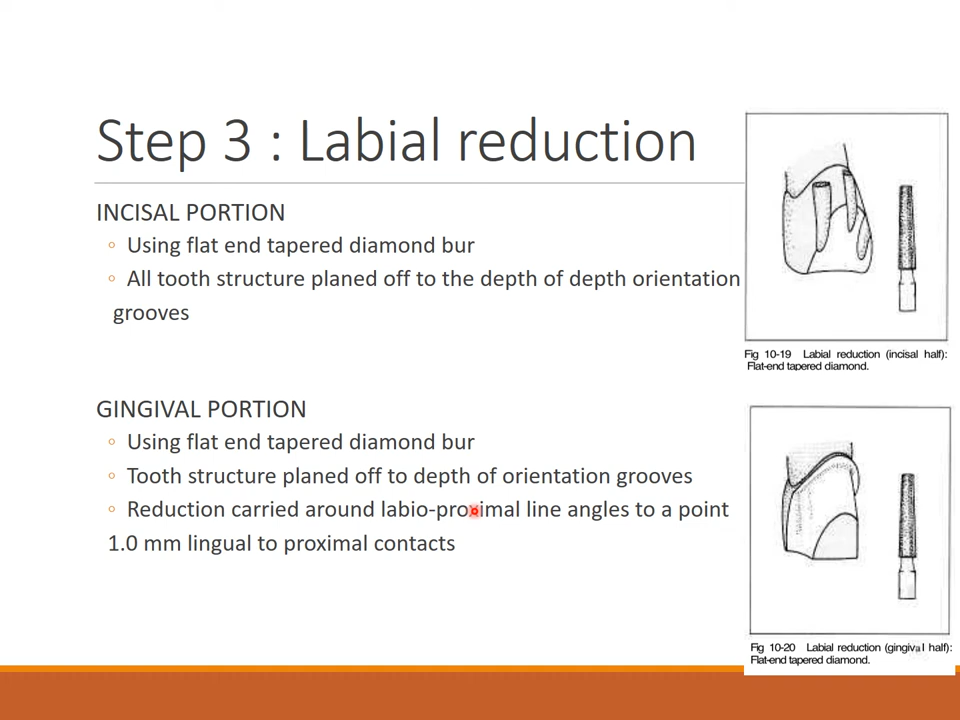 Step 3 : Labial reduction
INCISAL PORTION
◦ Using flat end tapered diamond bur
◦ All tooth structure planed off to the depth of depth orientation
grooves
Fig 10-19 Labial reduction (incisal half):
Flat-end tapered diamond.
GINGIVAL PORTION
◦ Using flat end tapered diamond bur
◦ Tooth structure planed off to depth of orientation grooves
◦ Reduction carried around labio-proximal line angles to a point
1.0 mm lingual to proximal contacts
Fig 10-20 Labial reduction (gingival half):
Flat-end tapered diamond.